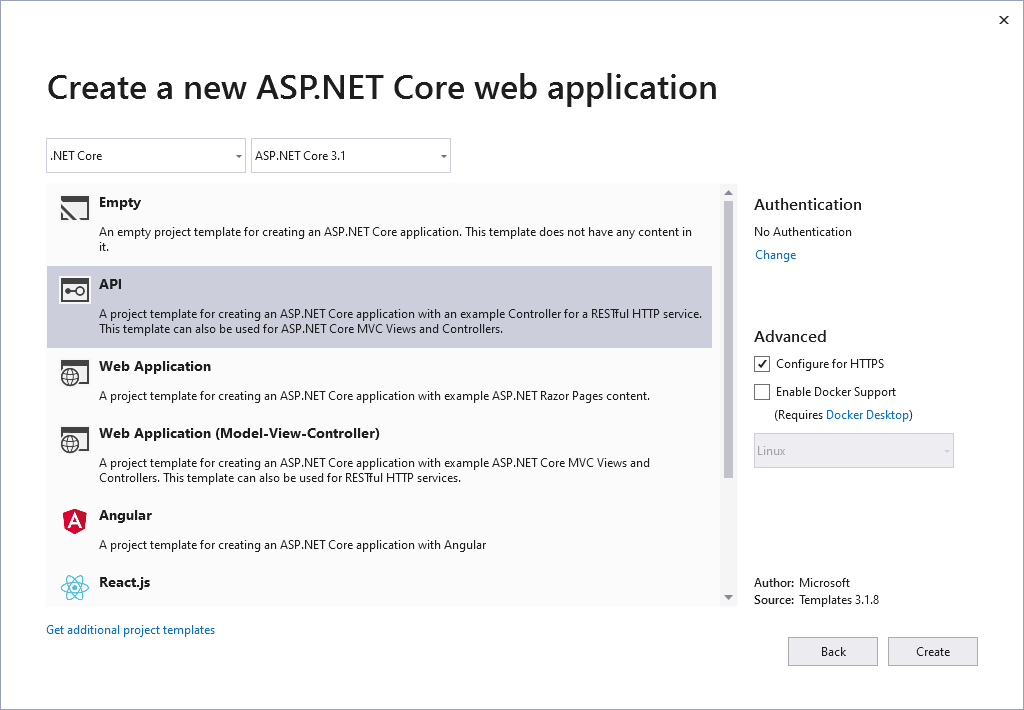 Create a new ASP.NET Core web application
.NET Core
ASP.NET Core 3.1
Empty
An empty project template for creating an ASP.NET Core application. This template does not have any content in
it.
API
A project template for creating an ASP.NET Core application with an example Controller for a RESTful HTTP service.
This template can also be used for ASP.NET Core MVC Views and Controllers.
Web Application
A project template for creating an ASP.NET Core application with example ASP.NET Razor Pages content.
Web Application (Model-View-Controller)
A project template for creating an ASP.NET Core application with example ASP.NET Core MVC Views and
Controllers. This template can also be used for RESTful HTTP services.
Angular
A project template for creating an ASP.NET Core application with Angular
React.js
Get additional project templates
Authentication
No Authentication
Change
Advanced
Configure for HTTPS
Enable Docker Support
(Requires Docker Desktop)
Linux
Author: Microsoft
Source: Templates 3.1.8
Back
Create